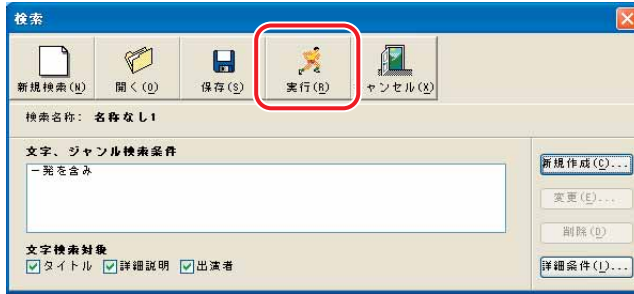 検索
新規検索(N) 開く(O) 保存(S) 実行(R) ャンセル(X)
検索名称: 名称なし1
文字、ジャンル検索条件
一発を含み
新規作成(C)...
変更(E)...
削除(D)
文字検索対象
タイトル 詳細説明 出演者
詳細条件(I)...